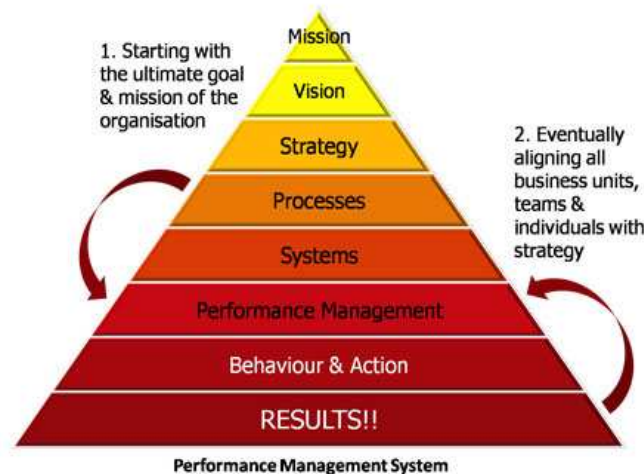 1. Starting with
the ultimate goal
& mission of the
organisation
Mission
Vision
Strategy
Processes
Systems
Performance Management
Behaviour & Action
RESULTS!!
2. Eventually
aligning all
business units,
teams &
individuals with
strategy
Performance Management System